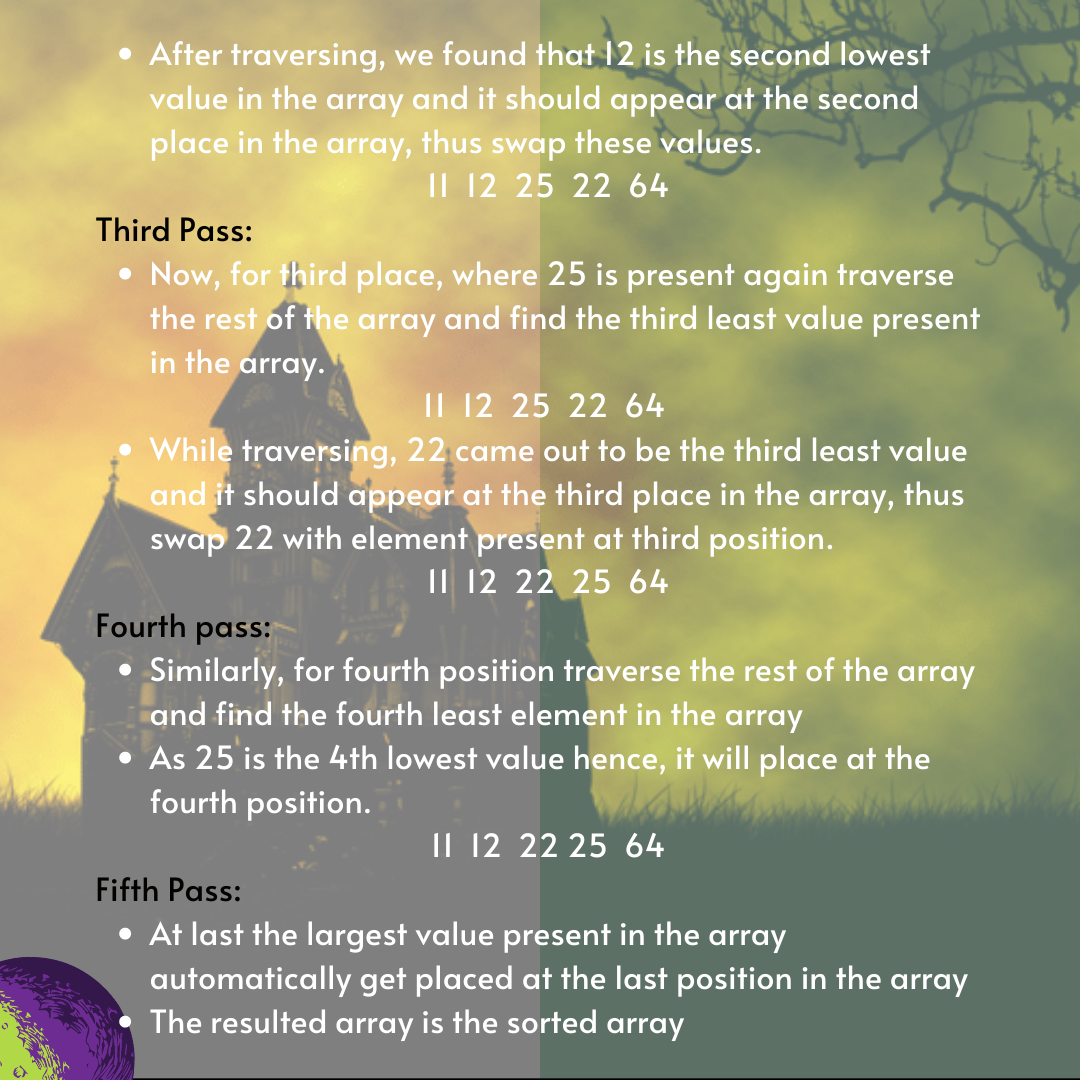 • After traversing, we found that 12 is the second lowest
value in the array and it should appear at the second
place in the array, thus swap these values.
11 12 25 22 64
Third Pass:
• Now, for third place, where 25 is present again traverse
the rest of the array and find the third least value present
in the array.
11 12 25 22 64
• While traversing, 22 came out to be the third least value
and it should appear at the third place in the array, thus
swap 22 with element present at third position.
11 12 22 25 64
Fourth pass:
• Similarly, for fourth position traverse the rest of the array
and find the fourth least element in the array
• As 25 is the 4th lowest value hence, it will place at the
fourth position.
11 12 22 25 64
Fifth Pass:
• At last the largest value present in the array
automatically get placed at the last position in the array
• The resulted array is the sorted array